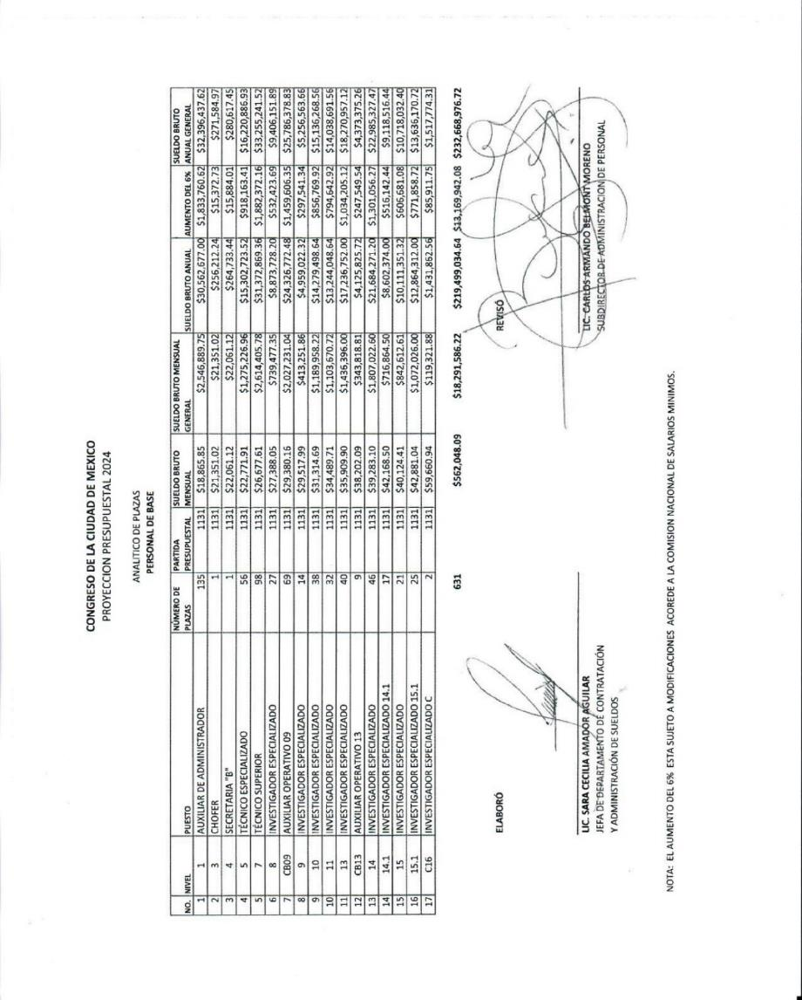 CONGRESO DE LA CIUDAD DE MEXICO
PROYECCION PRESUPUESTAL 2024
ANALITICO DE PLAZAS
PERSONAL DE BASE
NO. NIVEL PUESTO NÚMERO DE PLAZAS PARTIDA PRESUPUESTAL SUELDO BRUTO MENSUAL SUELDO BRUTO MENSUAL GENERAL SUELDO BRUTO ANUAL AUMENTO DEL 6% SUELDO BRUTO ANUAL GENERAL
1 1 AUXILIAR DE ADMINISTRADOR 135 1131 $18,865.85 $2,546,889.75 $30,562,677.00 $1,833,760.62 $32,396,437.62
2 3 CHOFER 1 1131 $21,351.02 $21,351.02 $256,212.24 $15,372.73 $271,584.97
3 4 SECRETARIA "B" 1 1131 $22,061.12 $22,061.12 $264,733.44 $15,884.01 $280,617.45
4 5 TÉCNICO ESPECIALIZADO 56 1131 $22,771.91 $1,275,226.96 $15,302,723.52 $918,163.41 $16,220,886.93
5 7 TÉCNICO SUPERIOR 98 1131 $26,677.61 $2,614,405.78 $31,372,869.36 $1,882,372.16 $33,255,241.52
6 8 INVESTIGADOR ESPECIALIZADO 27 1131 $27,388.05 $739,477.35 $8,873,728.20 $532,423.69 $9,406,151.89
7 CB09 AUXILIAR OPERATIVO 09 69 1131 $29,380.16 $2,027,231.04 $24,326,772.48 $1,459,606.35 $25,786,378.83
8 9 INVESTIGADOR ESPECIALIZADO 14 1131 $29,517.99 $413,251.86 $4,959,022.32 $297,541.34 $5,256,563.66
9 10 INVESTIGADOR ESPECIALIZADO 38 1131 $31,314.69 $1,189,958.22 $14,279,498.64 $856,769.92 $15,136,268.56
10 11 INVESTIGADOR ESPECIALIZADO 32 1131 $34,489.71 $1,103,670.72 $13,244,048.64 $794,642.92 $14,038,691.56
11 13 INVESTIGADOR ESPECIALIZADO 40 1131 $35,909.90 $1,436,396.00 $17,236,752.00 $1,034,205.12 $18,270,957.12
12 CB13 AUXILIAR OPERATIVO 13 9 1131 $38,202.09 $343,818.81 $4,125,825.72 $247,549.54 $4,373,375.26
13 14 INVESTIGADOR ESPECIALIZADO 46 1131 $39,283.10 $1,807,022.60 $21,684,271.20 $1,301,056.27 $22,985,327.47
14 14.1 INVESTIGADOR ESPECIALIZADO 14.1 17 1131 $42,168.50 $716,864.50 $8,602,374.00 $516,142.44 $9,118,516.44
15 15 INVESTIGADOR ESPECIALIZADO 21 1131 $40,124.41 $842,612.61 $10,111,351.32 $606,681.08 $10,718,032.40
16 15.1 INVESTIGADOR ESPECIALIZADO 15.1 25 1131 $42,881.04 $1,072,026.00 $12,864,312.00 $771,858.72 $13,636,170.72
17 C16 INVESTIGADOR ESPECIALIZADO C 2 1131 $59,660.94 $119,321.88 $1,431,862.56 $85,911.75 $1,517,774.31
631 $562,048.09 $18,291,586.22 $219,499,034.64 $13,169,942.08 $232,668,976.72
ELABORÓ
LIC. SARA CECILIA AMADOR AGUILAR
JEFA DE DEPARTAMENTO DE CONTRATACIÓN
Y ADMINISTRACIÓN DE SUELDOS
REVISÓ
LIC. CARLOS ARMANDO BELMONT MORENO
SUBDIRECTOR DE ADMINISTRACION DE PERSONAL
NOTA: EL AUMENTO DEL 6% ESTA SUJETO A MODIFICACIONES ACOREDE A LA COMISION NACIONAL DE SALARIOS MINIMOS.